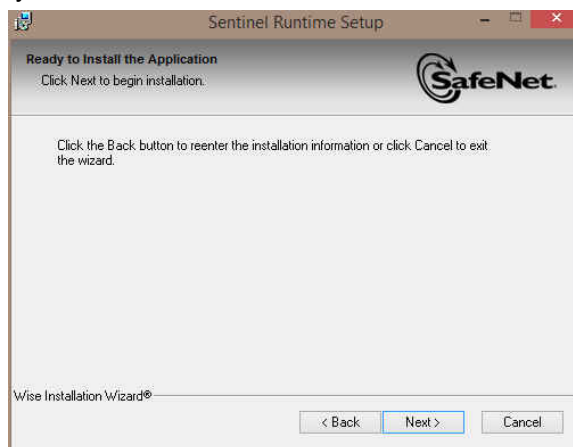 Sentinel Runtime Setup
Ready to Install the Application
Click Next to begin installation.
SafeNet.
Click the Back button to reenter the installation information or click Cancel to exit
the wizard.
Wise Installation Wizard®
< Back Next > Cancel